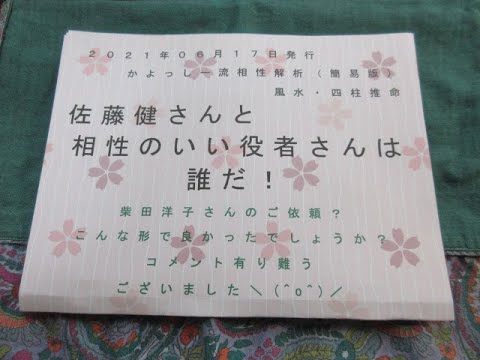 ２０２１年０６月１７日発行
かよっしー流相性解析（簡易版）
風水・四柱推命
佐藤健さんと
相性のいい役者さんは
誰だ！
柴田洋子さんのご依頼？
こんな形で良かったでしょうか？
コメント有り難う
ございました＼(^o^)／